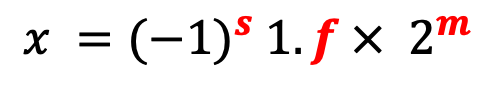 x = (−1)^s 1.f × 2^m